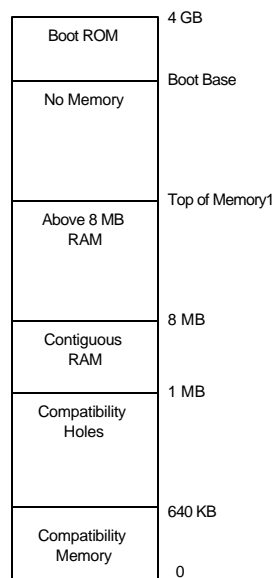 4 GB
Boot ROM
Boot Base
No Memory
Top of Memory1
Above 8 MB
RAM
8 MB
Contiguous
RAM
1 MB
Compatibility
Holes
640 KB
Compatibility
Memory
0